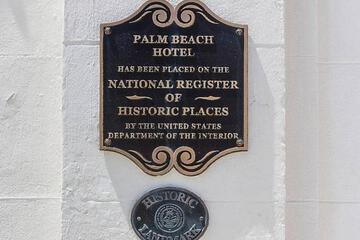 PALM BEACH
HOTEL
HAS BEEN PLACED ON THE
NATIONAL REGISTER
OF
HISTORIC PLACES
BY THE UNITED STATES
DEPARTMENT OF THE INTERIOR
HISTORIC
LANDMARK